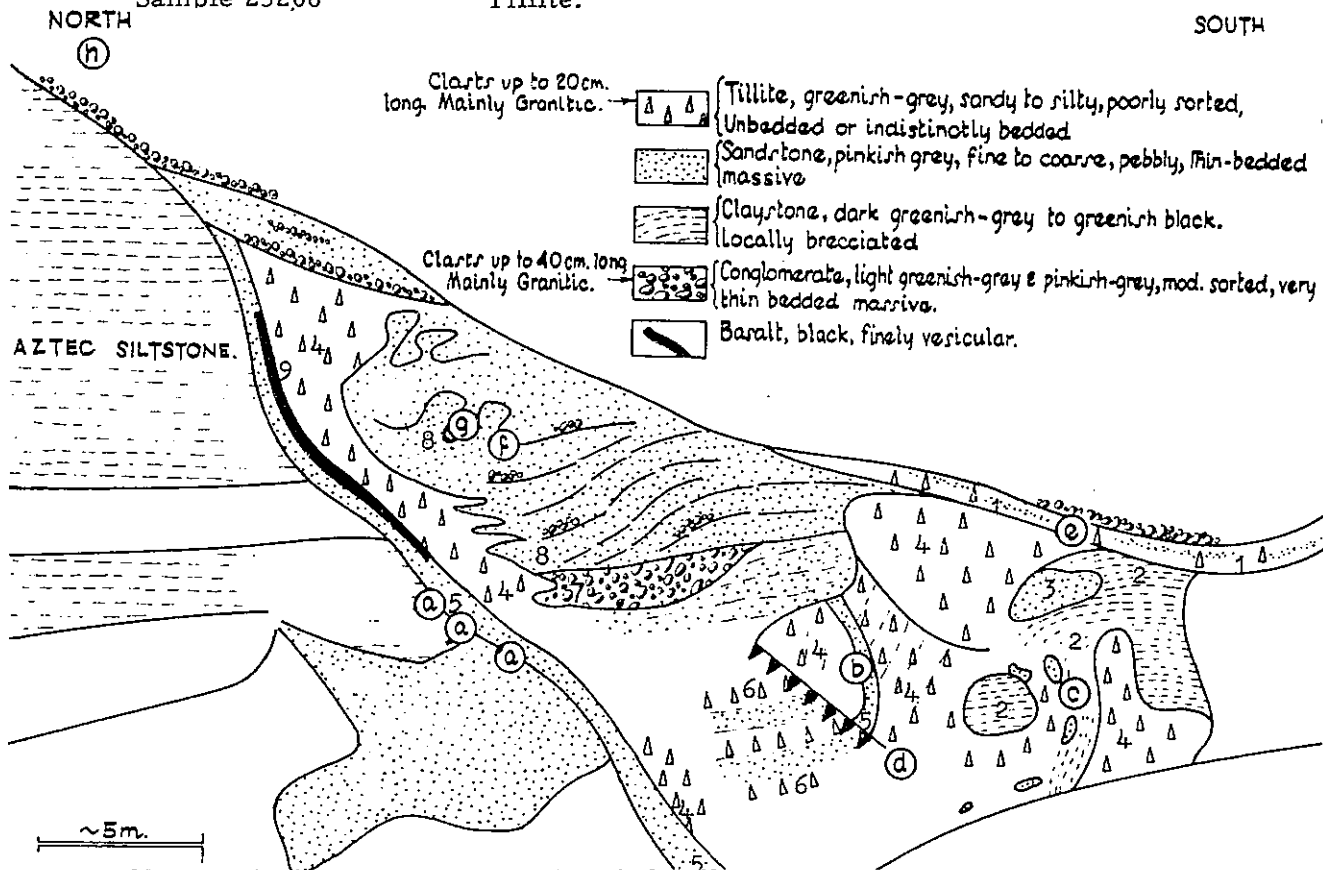 Sample 25206 Tillite.
NORTH
n
SOUTH
Clasts up to 20cm.
long. Mainly Granitic.
Tillite, greenish-grey, sandy to silty, poorly sorted,
Unbedded or indistinctly bedded
Sandstone, pinkish grey, fine to coarse, pebbly, thin-bedded
massive
Claystone, dark greenish-grey to greenish black.
Locally brecciated
Clasts up to 40cm. long
Mainly Granitic.
Conglomerate, light greenish-grey & pinkish-grey, mod. sorted, very
thin bedded massive.
Basalt, black, finely vesicular.
AZTEC SILTSTONE.
4
9
8
g
f
1
e
4
2
1
3
8
7
4
2
a
5
a
a
4
b
4
6
5
2
c
4
d
6
4
5
~5m.